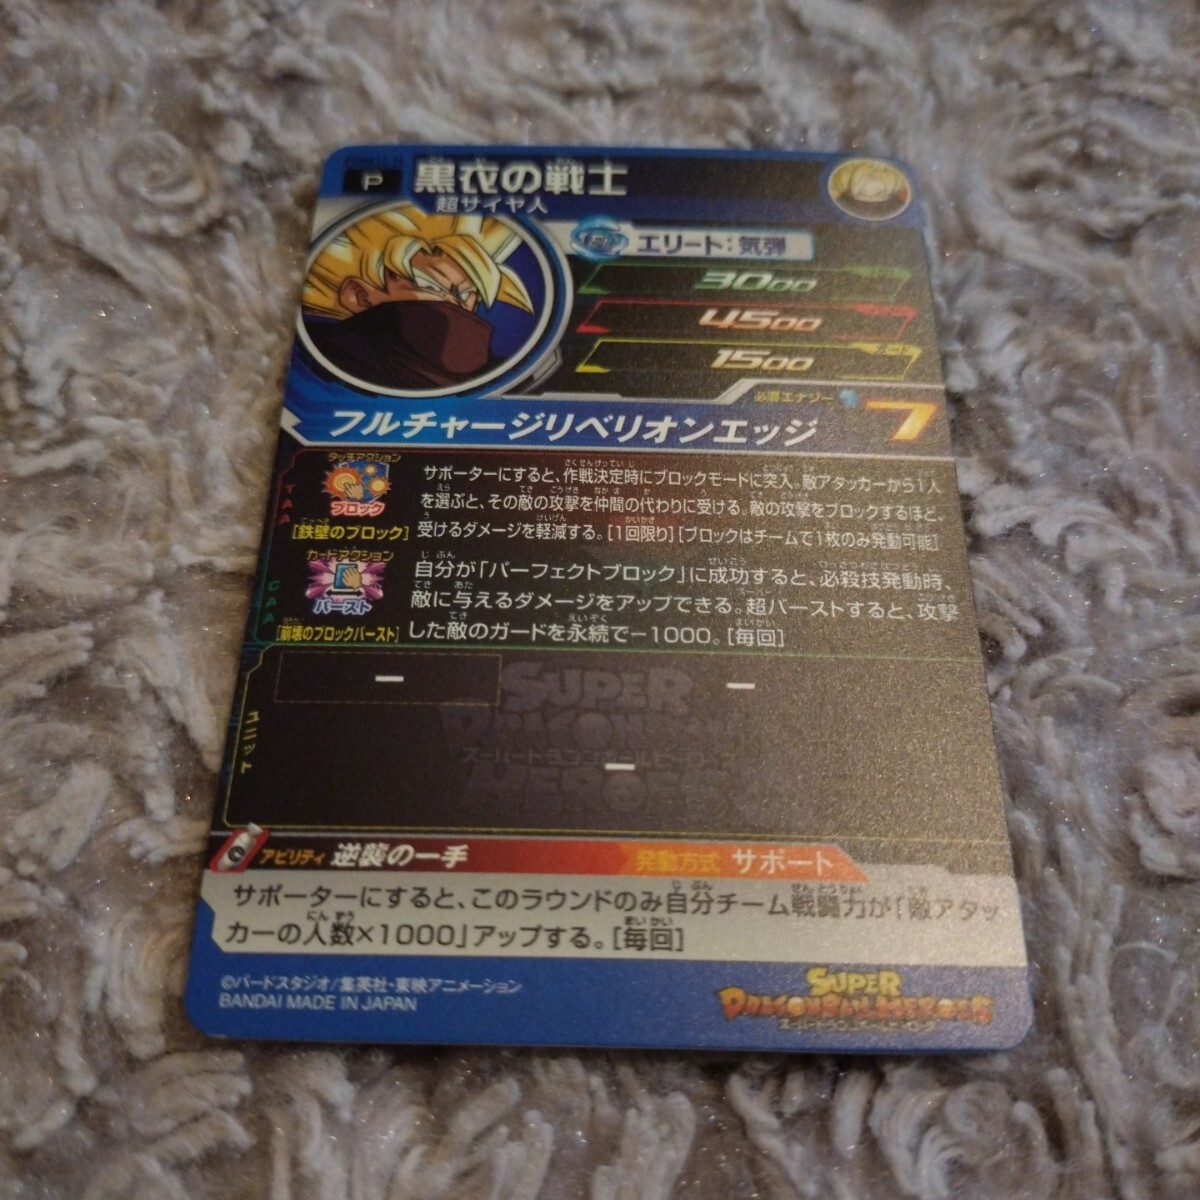 P
黒衣の戦士
超サイヤ人
エリート:気弾
3000
4500
1500
必要エナジー
7
フルチャージリベリオンエッジ
タッチアクション
ブロック
[鉄壁のブロック]
サポーターにすると、作戦決定時にブロックモードに突入。敵アタッカーから1人
を選ぶと、その敵の攻撃を仲間の代わりに受ける。敵の攻撃をブロックするほど、
受けるダメージを軽減する。[1回限り][ブロックはチームで1枚のみ発動可能]
カードアクション
バースト
[崩壊のブロックバースト]
自分が「パーフェクトブロック」に成功すると、必殺技発動時、
敵に与えるダメージをアップできる。超バーストすると、攻撃
した敵のガードを永続で-1000。[毎回]
ユニット
ー
ー
ー
SUPER
DRAGONBALL
HEROES
アビリティ 逆襲の一手
発動方式 サポート
サポーターにすると、このラウンドのみ自分チーム戦闘力が「敵アタッ
カーの人数×1000」アップする。[毎回]
©バードスタジオ/集英社・東映アニメーション
BANDAI MADE IN JAPAN
SUPER
DRAGONBALL HEROES
スーパードラゴンボールヒーローズ